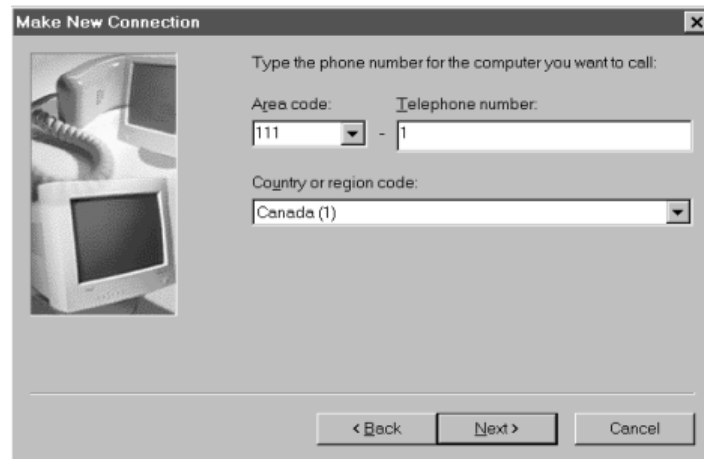 Make New Connection
Type the phone number for the computer you want to call:
Area code: Telephone number:
111 - 1
Country or region code:
Canada (1)
< Back Next > Cancel